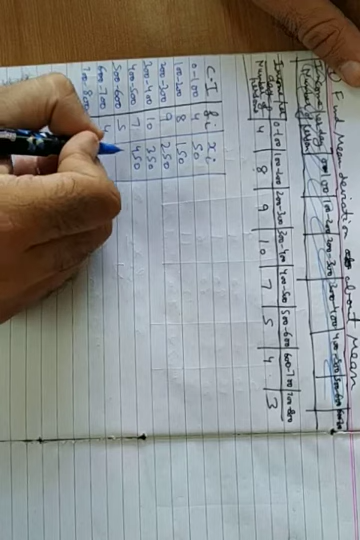 Find Mean deviation about Mean
Income per day 0-100 100-200 200-300 300-400 400-500 500-600 600-700 700-800
Number of persons 4 8 9 10 7 5 4 3
C-I fi xi
0-100 4 50
100-200 8 150
200-300 9 250
300-400 10 350
400-500 7 450
500-600 5
600-700 4
700-800